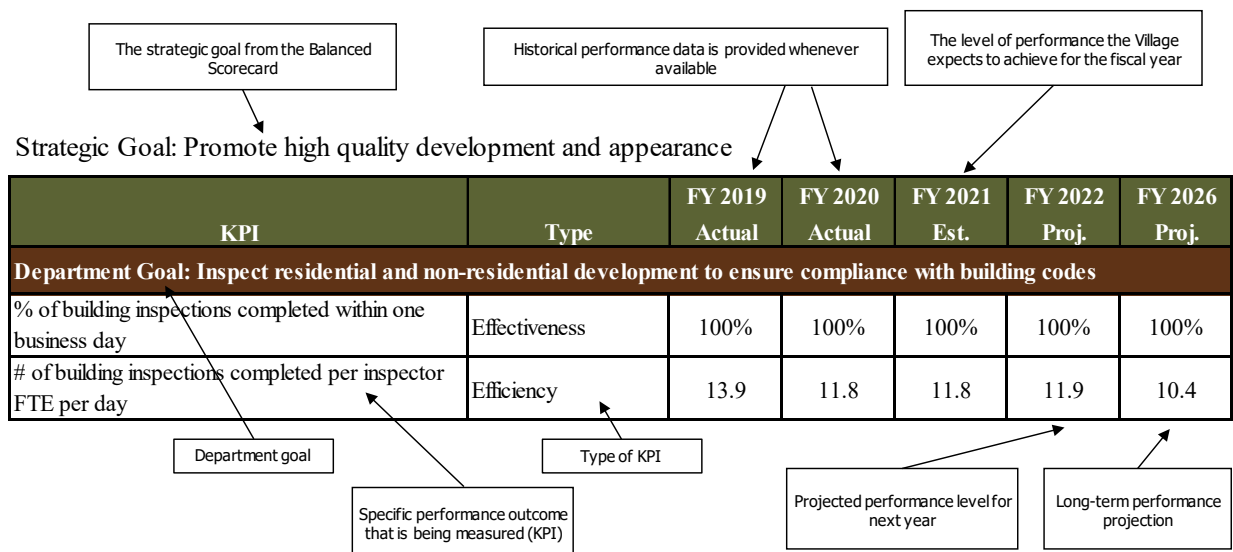 The strategic goal from the Balanced
Scorecard
Historical performance data is provided whenever
available
The level of performance the Village
expects to achieve for the fiscal year
Strategic Goal: Promote high quality development and appearance
KPI Type FY 2019 Actual FY 2020 Actual FY 2021 Est. FY 2022 Proj. FY 2026 Proj.
Department Goal: Inspect residential and non-residential development to ensure compliance with building codes
% of building inspections completed within one
business day
Effectiveness 100% 100% 100% 100% 100%
# of building inspections completed per inspector
FTE per day
Efficiency 13.9 11.8 11.8 11.9 10.4
Department goal
Type of KPI
Specific performance outcome
that is being measured (KPI)
Projected performance level for
next year
Long-term performance
projection